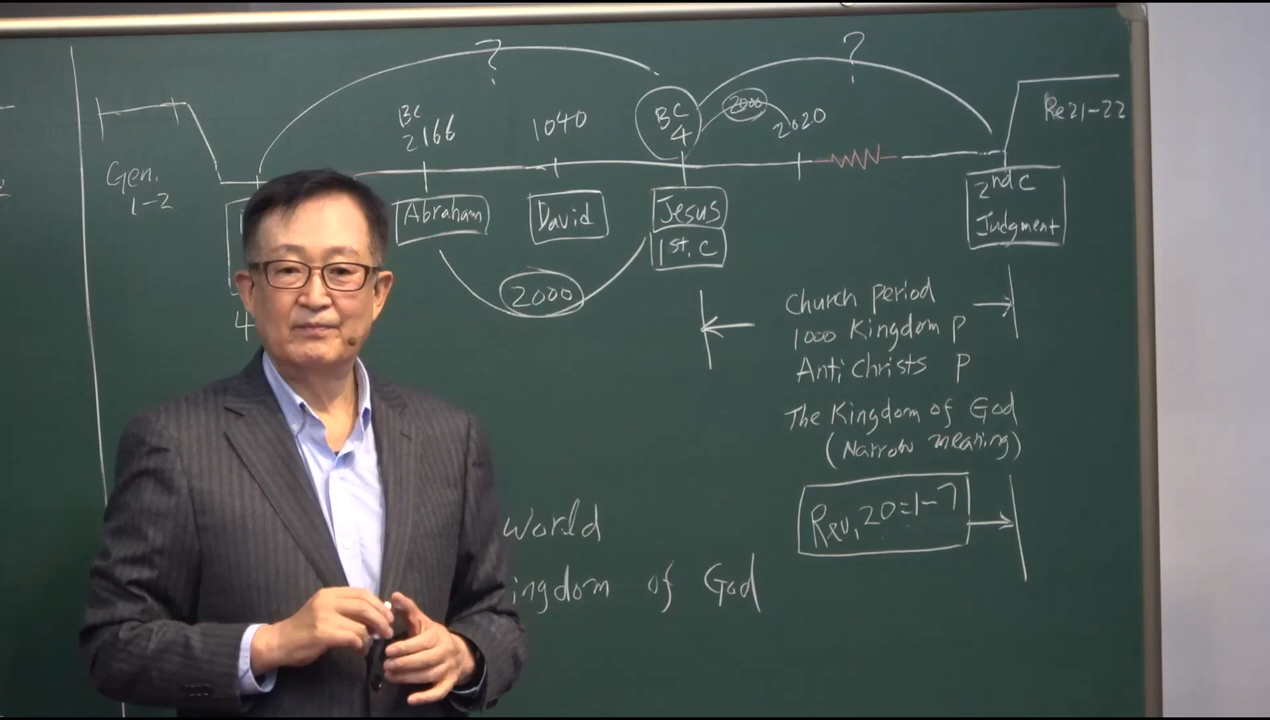 ? ?
BC
2166
1040
BC
4
2000
2020
Re21-22
Gen.
1-2
Abraham
David
Jesus
1st. C
2nd C
Judgment
2000
4
Church period
1000 Kingdom P
Anti Christs P
The Kingdom of God
(Narrow meaning)
Rev, 20=1-7
World
ingdom of God